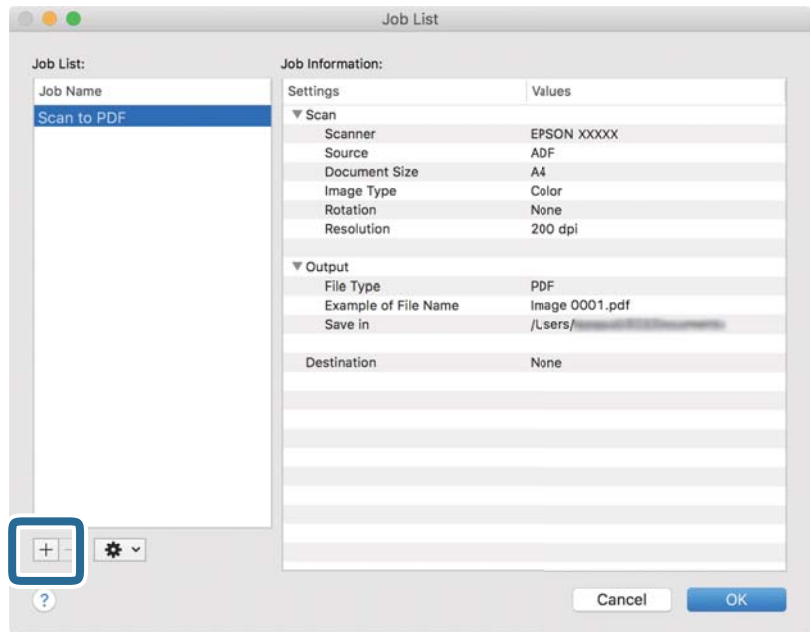 Job List
Job List:
Job Information:
Job Name
Settings Values
Scan to PDF
Scan
Scanner EPSON XXXXX
Source ADF
Document Size A4
Image Type Color
Rotation None
Resolution 200 dpi
Output
File Type PDF
Example of File Name Image 0001.pdf
Save in /Users/
Destination None
+ -
? Cancel OK